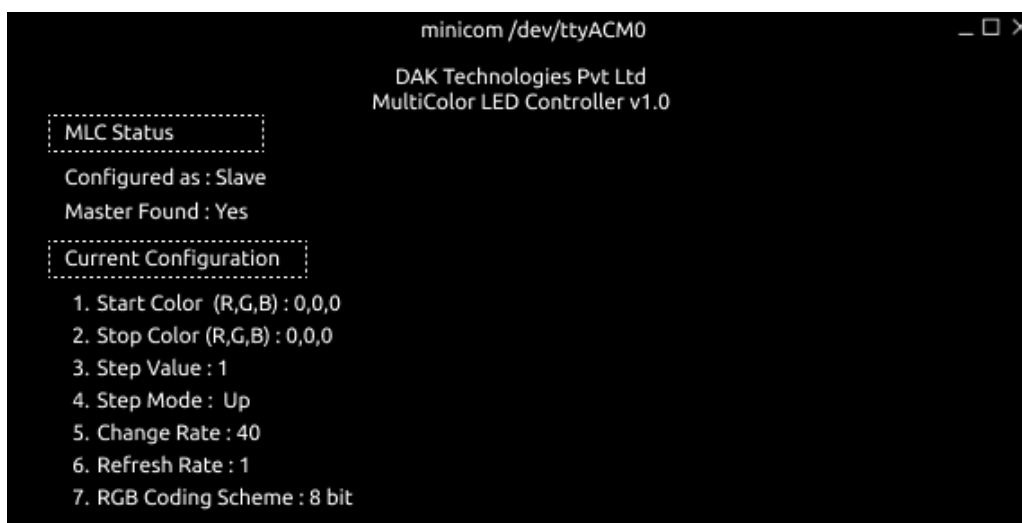 minicom /dev/ttyACM0
DAK Technologies Pvt Ltd
MultiColor LED Controller v1.0
MLC Status
Configured as : Slave
Master Found : Yes
Current Configuration
1. Start Color (R,G,B) : 0,0,0
2. Stop Color (R,G,B) : 0,0,0
3. Step Value : 1
4. Step Mode : Up
5. Change Rate : 40
6. Refresh Rate : 1
7. RGB Coding Scheme : 8 bit